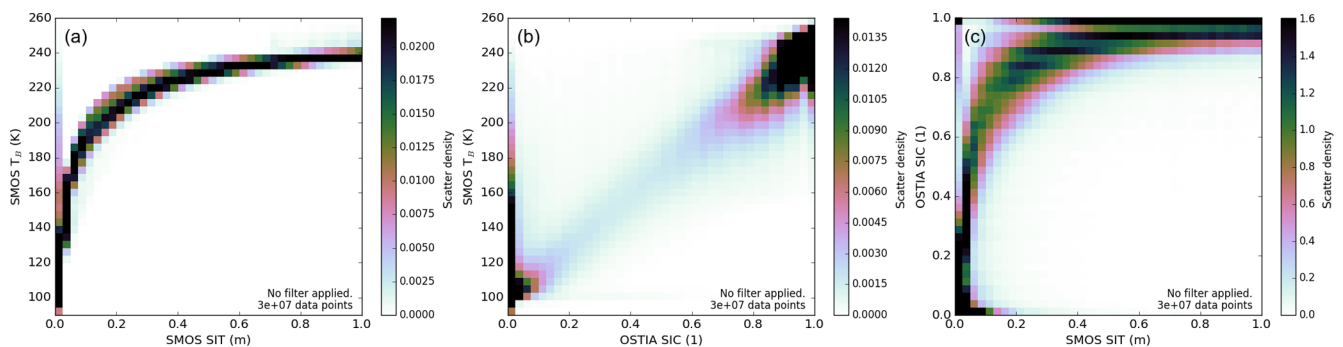 (a)
260
240
220
200
180
160
140
120
100
SMOS T_B (K)
0.0 0.2 0.4 0.6 0.8 1.0
SMOS SIT (m)
No filter applied.
3e+07 data points
0.0200
0.0175
0.0150
0.0125
0.0100
0.0075
0.0050
0.0025
0.0000
Scatter density
(b)
260
240
220
200
180
160
140
120
100
SMOS T_B (K)
0.0 0.2 0.4 0.6 0.8 1.0
OSTIA SIC (1)
No filter applied.
3e+07 data points
0.0135
0.0120
0.0105
0.0090
0.0075
0.0060
0.0045
0.0030
0.0015
0.0000
Scatter density
(c)
1.0
0.8
0.6
0.4
0.2
0.0
OSTIA SIC (1)
0.0 0.2 0.4 0.6 0.8 1.0
SMOS SIT (m)
No filter applied.
3e+07 data points
1.6
1.4
1.2
1.0
0.8
0.6
0.4
0.2
0.0
Scatter density